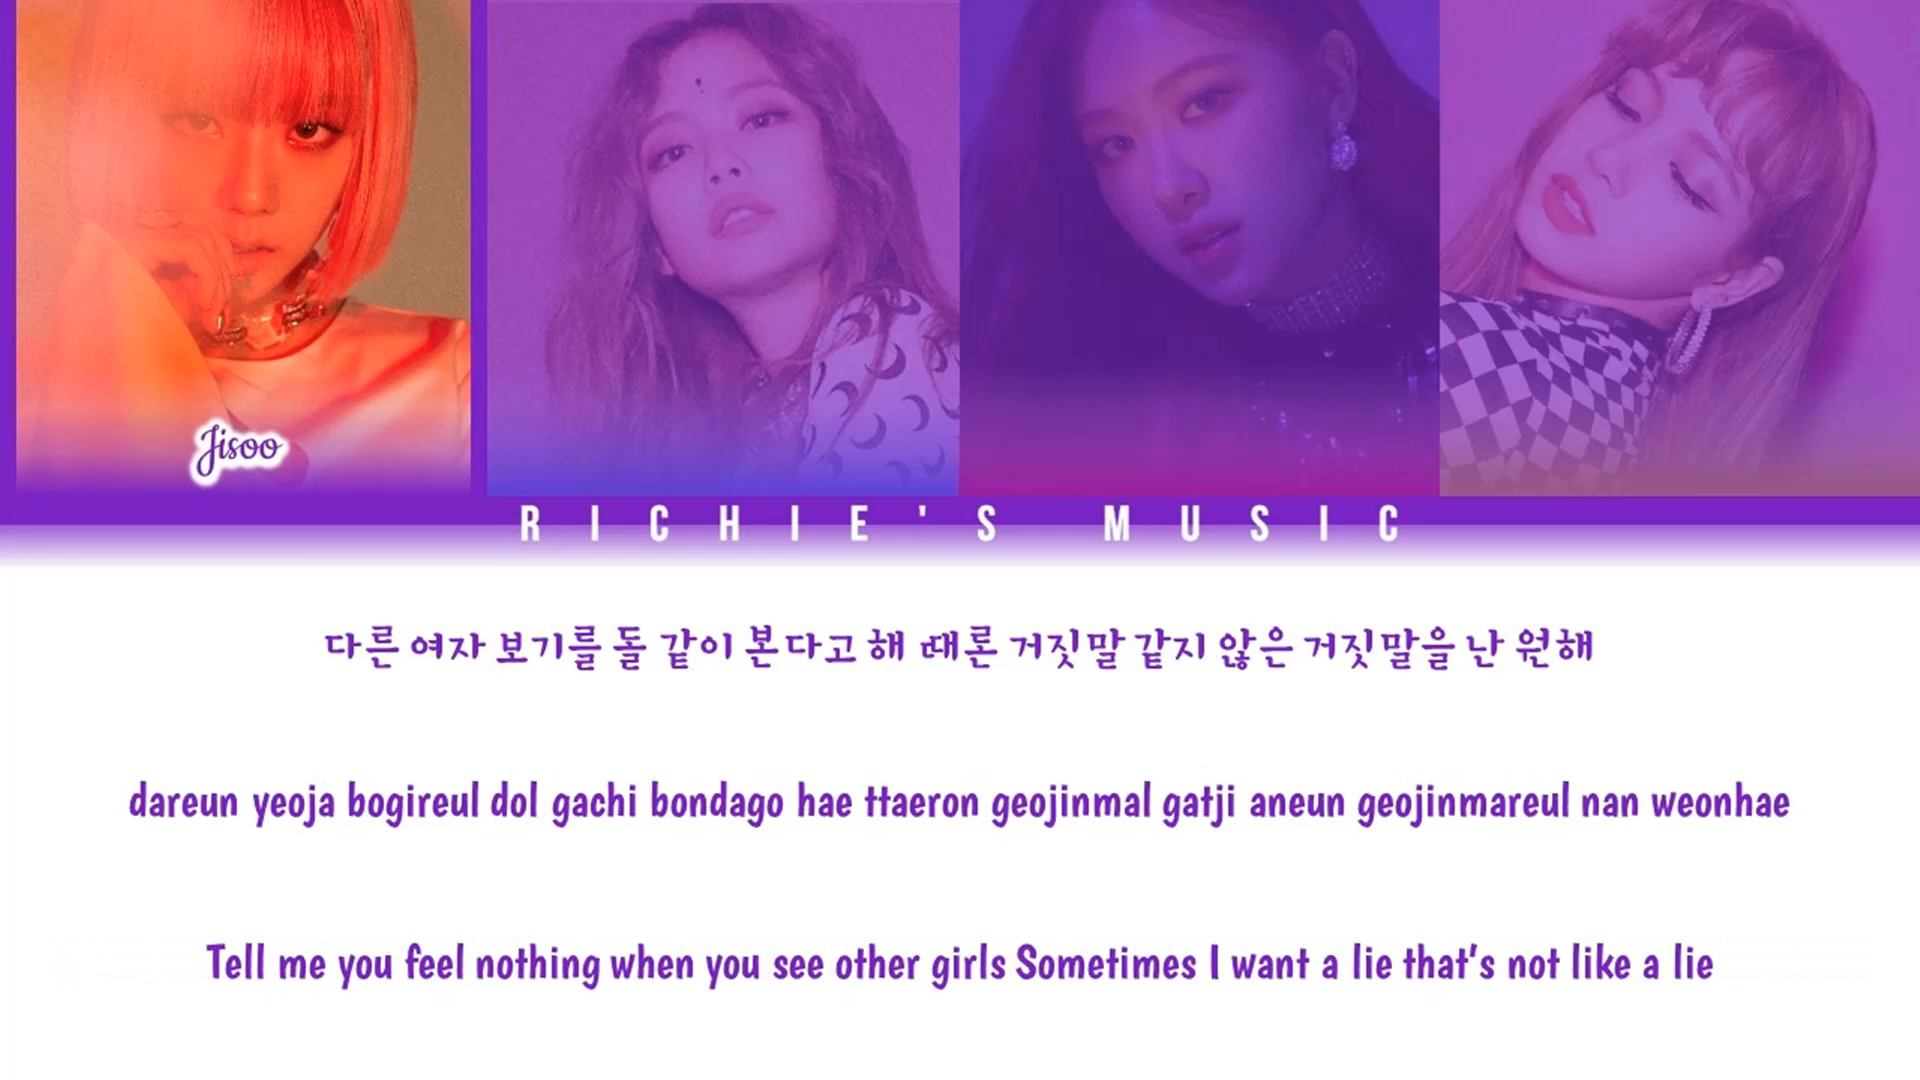 Jisoo
RICHIE'S MUSIC
다른 여자 보기를 돌 같이 본다고 해 때론 거짓말 같지 않은 거짓말을 난 원해
dareun yeoja bogireul dol gachi bondago hae ttaeron geojinmal gatji aneun geojinmareul nan weonhae
Tell me you feel nothing when you see other girls Sometimes I want a lie that's not like a lie